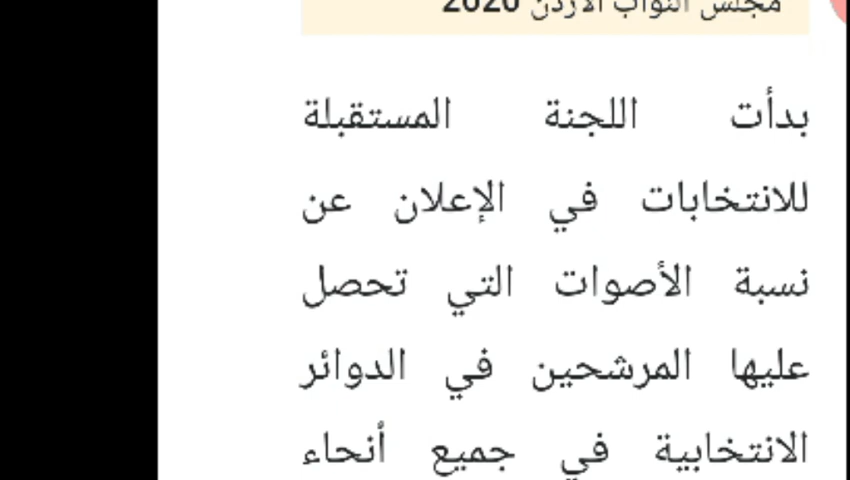 مجلس النواب الأردن 2020
بدأت اللجنة المستقبلة
للانتخابات في الإعلان عن
نسبة الأصوات التي تحصل
عليها المرشحين في الدوائر
الانتخابية في جميع أنحاء